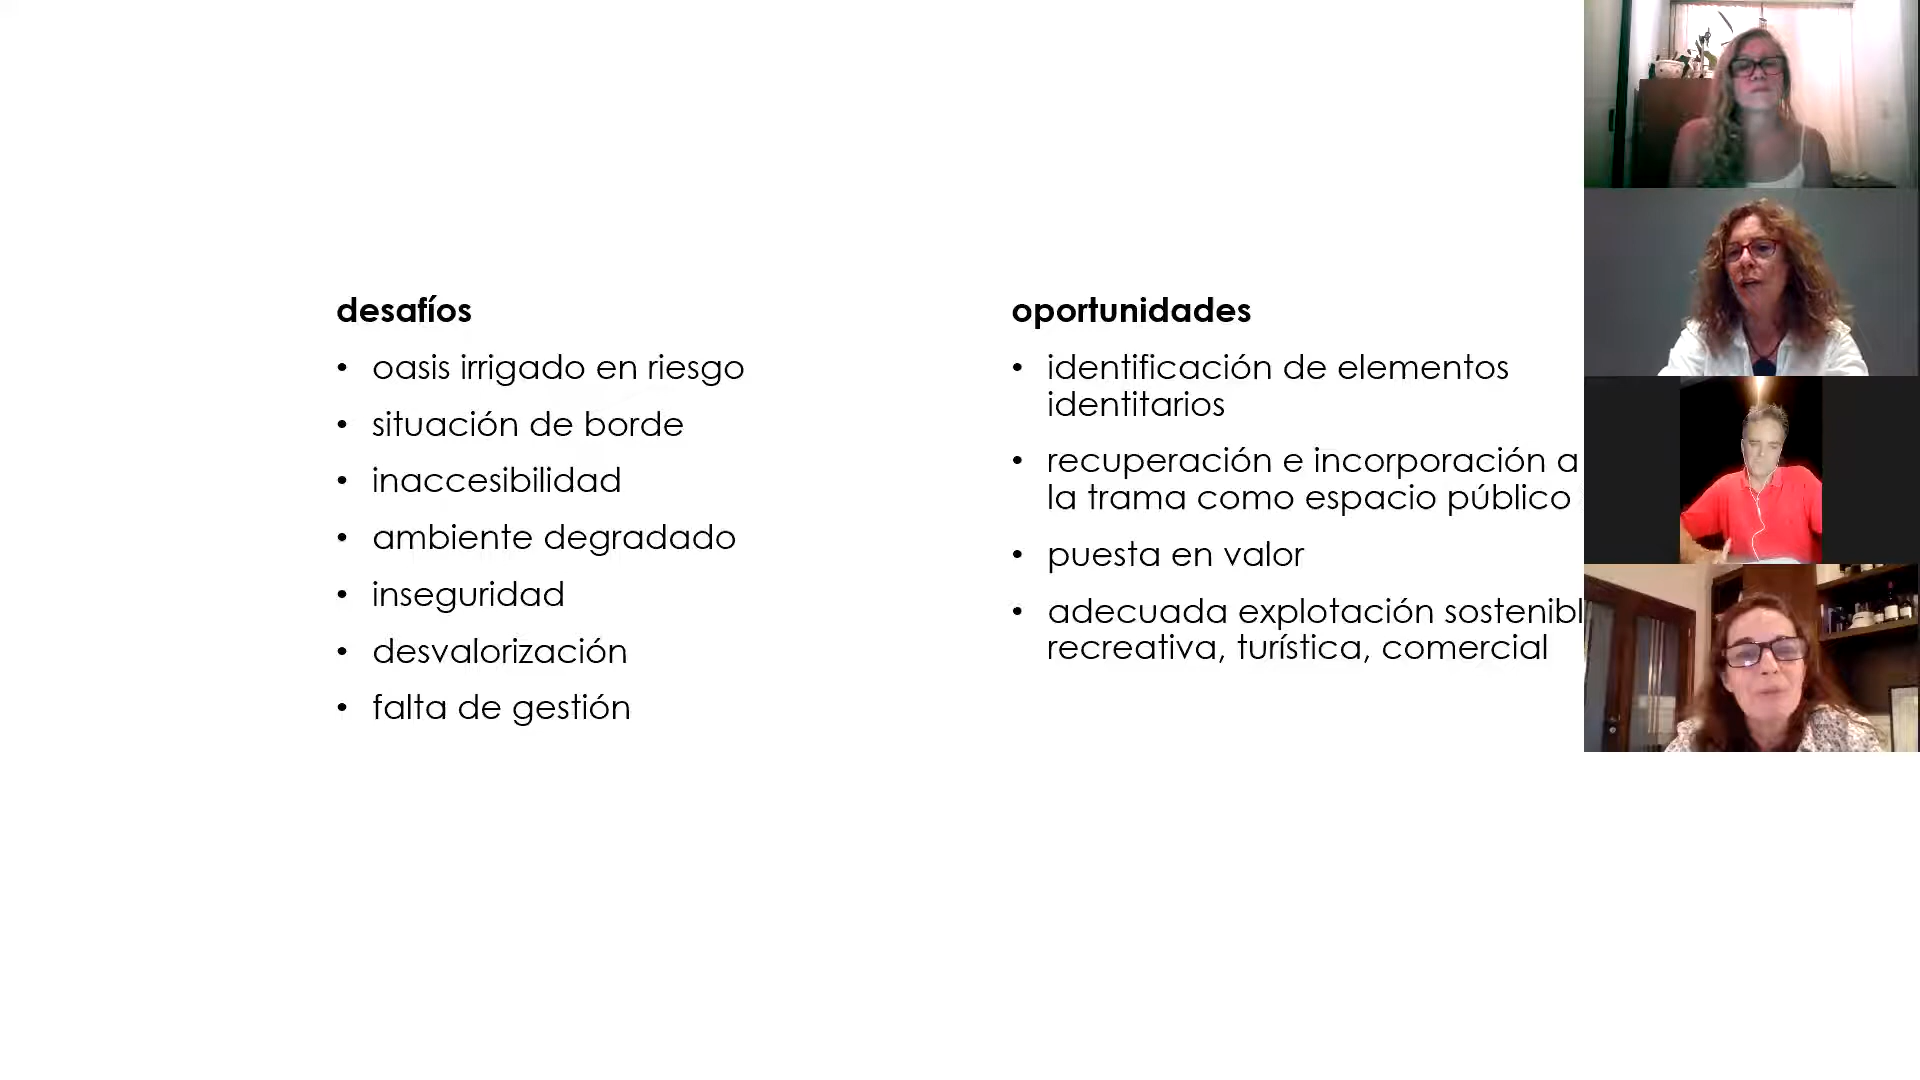 desafíos
• oasis irrigado en riesgo
• situación de borde
• inaccesibilidad
• ambiente degradado
• inseguridad
• desvalorización
• falta de gestión
oportunidades
• identificación de elementos
identitarios
• recuperación e incorporación a
la trama como espacio público
• puesta en valor
• adecuada explotación sostenibl
recreativa, turística, comercial